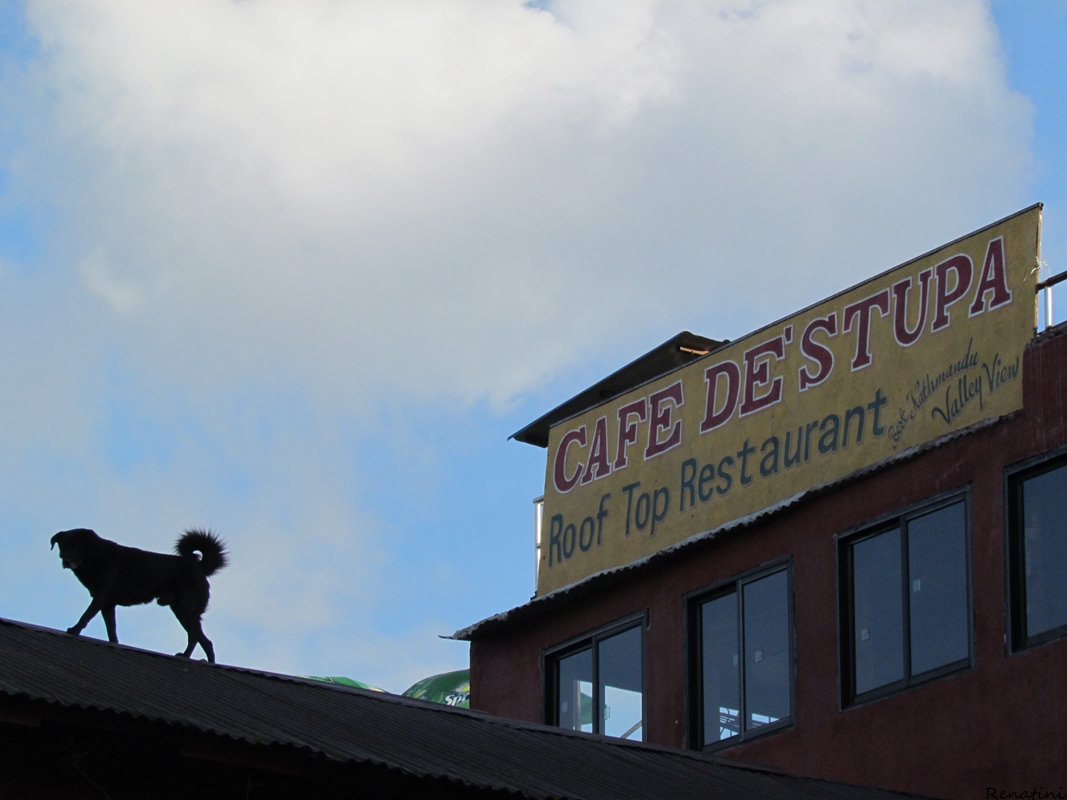 CAFE DE'STUPA
Roof Top Restaurant
Best Kathmandu
Valley View
Renatini